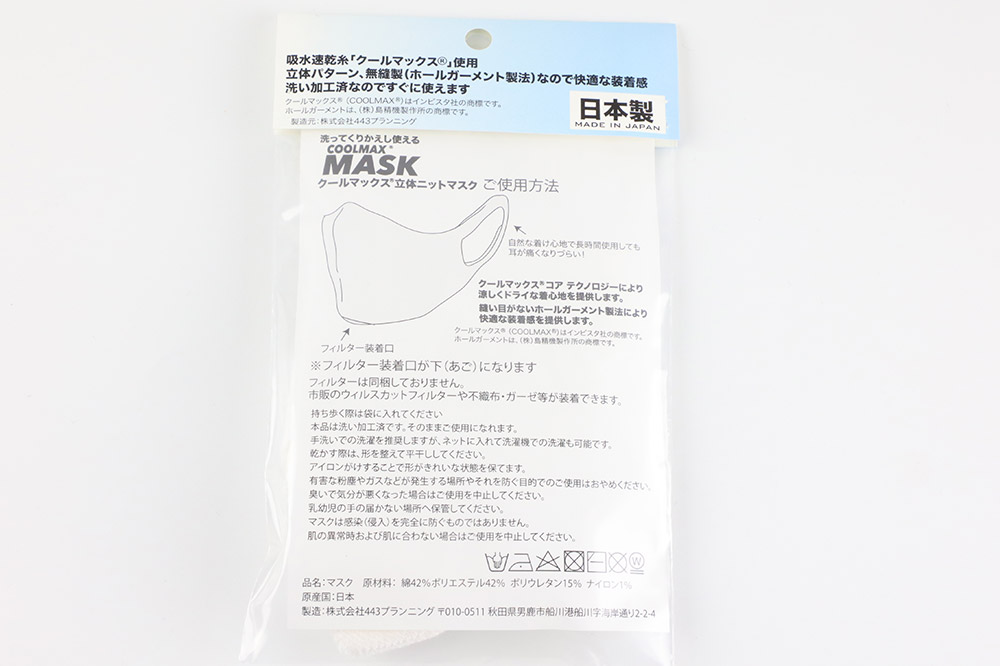 吸水速乾糸「クールマックス®」使用
立体パターン、無縫製(ホールガーメント製法)なので快適な装着感
洗い加工済なのですぐに使えます
クールマックス®(COOLMAX®)はインビスタ社の商標です。
ホールガーメントは、(株)島精機製作所の商標です。
製造元:株式会社443プランニング
日本製
MADE IN JAPAN
洗ってくりかえし使える
COOLMAX®
MASK
クールマックス®立体ニットマスク ご使用方法
自然な着け心地で長時間使用しても
耳が痛くなりづらい!
クールマックス®コア テクノロジーにより
涼しくドライな着心地を提供します。
縫い目がないホールガーメント製法により
快適な装着感を提供します。
クールマックス®(COOLMAX®)はインビスタ社の商標です。
ホールガーメントは、(株)島精機製作所の商標です。
フィルター装着口
※フィルター装着口が下(あご)になります
フィルターは同梱しておりません。
市販のウィルスカットフィルターや不織布・ガーゼ等が装着できます。
持ち歩く際は袋に入れてください
本品は洗い加工済です。そのままご使用になれます。
手洗いでの洗濯を推奨しますが、ネットに入れて洗濯機での洗濯も可能です。
乾かす際は、形を整えて平干ししてください。
アイロンがけすることで形がきれいな状態を保てます。
有害な粉塵やガスなどが発生する場所やそれを防ぐ目的でのご使用はおやめください。
臭いで気分が悪くなった場合はご使用を中止してください。
乳幼児の手の届かない場所へ保管してください。
マスクは感染(侵入)を完全に防ぐものではありません。
肌の異常時および肌に合わない場合はご使用を中止してください。
品名:マスク 原材料: 綿42%ポリエステル42% ポリウレタン15% ナイロン1%
原産国:日本
製造:株式会社443プランニング 〒010-0511 秋田県男鹿市船川港船川字海岸通り2-2-4